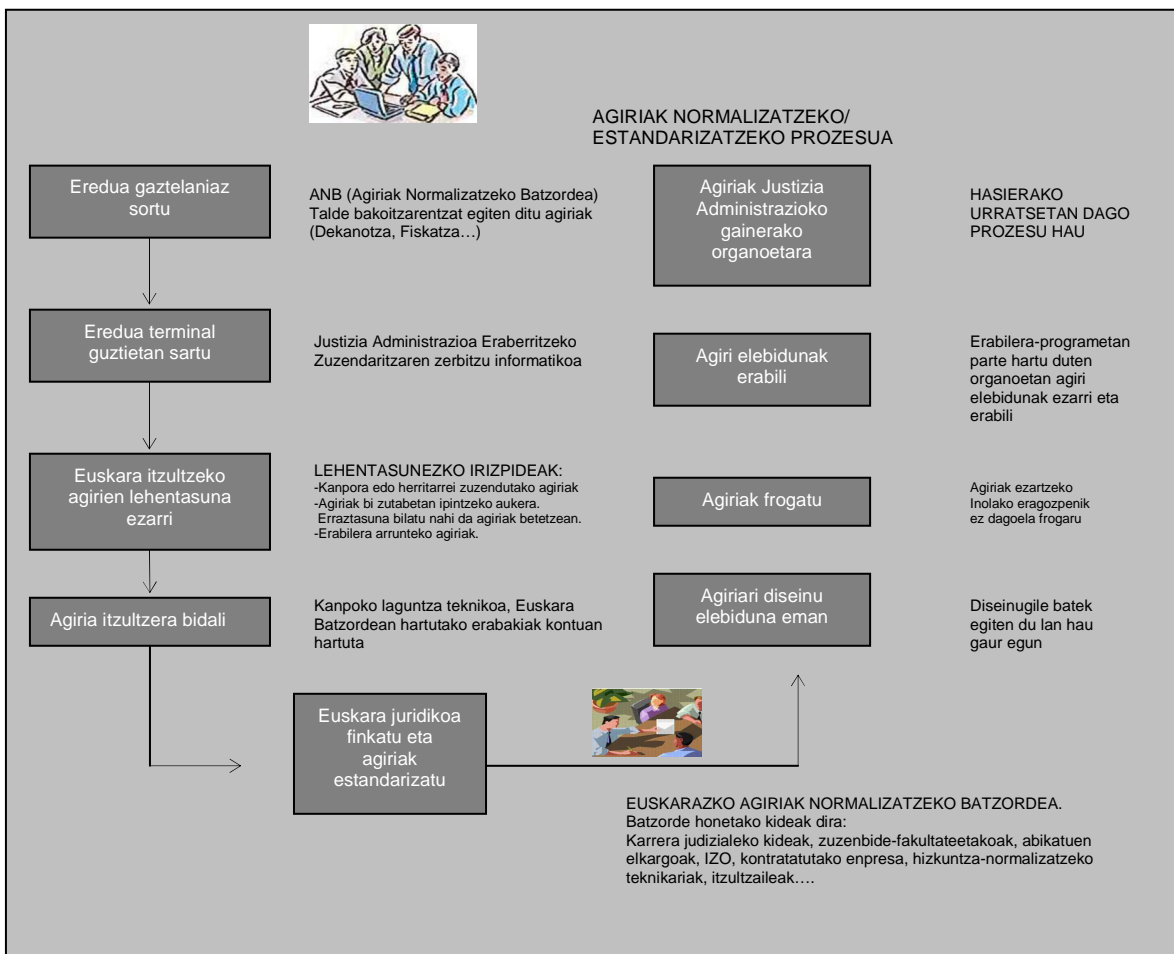 AGIRIAK NORMALIZATZEKO/
ESTANDARIZATZEKO PROZESUA
Eredua gaztelaniaz
sortu
ANB (Agiriak Normalizatzeko Batzordea)
Talde bakoitzarentzat egiten ditu agiriak
(Dekanotza, Fiskatza…)
Eredua terminal
guztietan sartu
Justizia Administrazioa Eraberritzeko
Zuzendaritzaren zerbitzu informatikoa
Euskara itzultzeko
agirien lehentasuna
ezarri
LEHENTASUNEZKO IRIZPIDEAK:
-Kanpora edo herritarrei zuzendutako agiriak
-Agiriak bi zutabetan ipintzeko aukera.
Erraztasuna bilatu nahi da agiriak betetzean.
-Erabilera arrunteko agiriak.
Agiria itzultzera bidali
Kanpoko laguntza teknikoa, Euskara
Batzordean hartutako erabakiak kontuan
hartuta
Euskara juridikoa
finkatu eta
agiriak
estandarizatu
EUSKARAZKO AGIRIAK NORMALIZATZEKO BATZORDEA.
Batzorde honetako kideak dira:
Karrera judizialeko kideak, zuzenbide-fakultateetakoak, abikatuen
elkargoak, IZO, kontratatutako enpresa, hizkuntza-normalizatzeko
teknikariak, itzultzaileak….
Agiriari diseinu
elebiduna eman
Diseinugile batek
egiten du lan hau
gaur egun
Agiriak frogatu
Agiriak ezartzeko
Inolako eragozpenik
ez dagoela frogaru
Agiri elebidunak
erabili
Erabilera-programetan
parte hartu duten
organoetan agiri
elebidunak ezarri eta
erabili
Agiriak Justizia
Administrazioko
gainerako
organoetara
HASIERAKO
URRATSETAN DAGO
PROZESU HAU